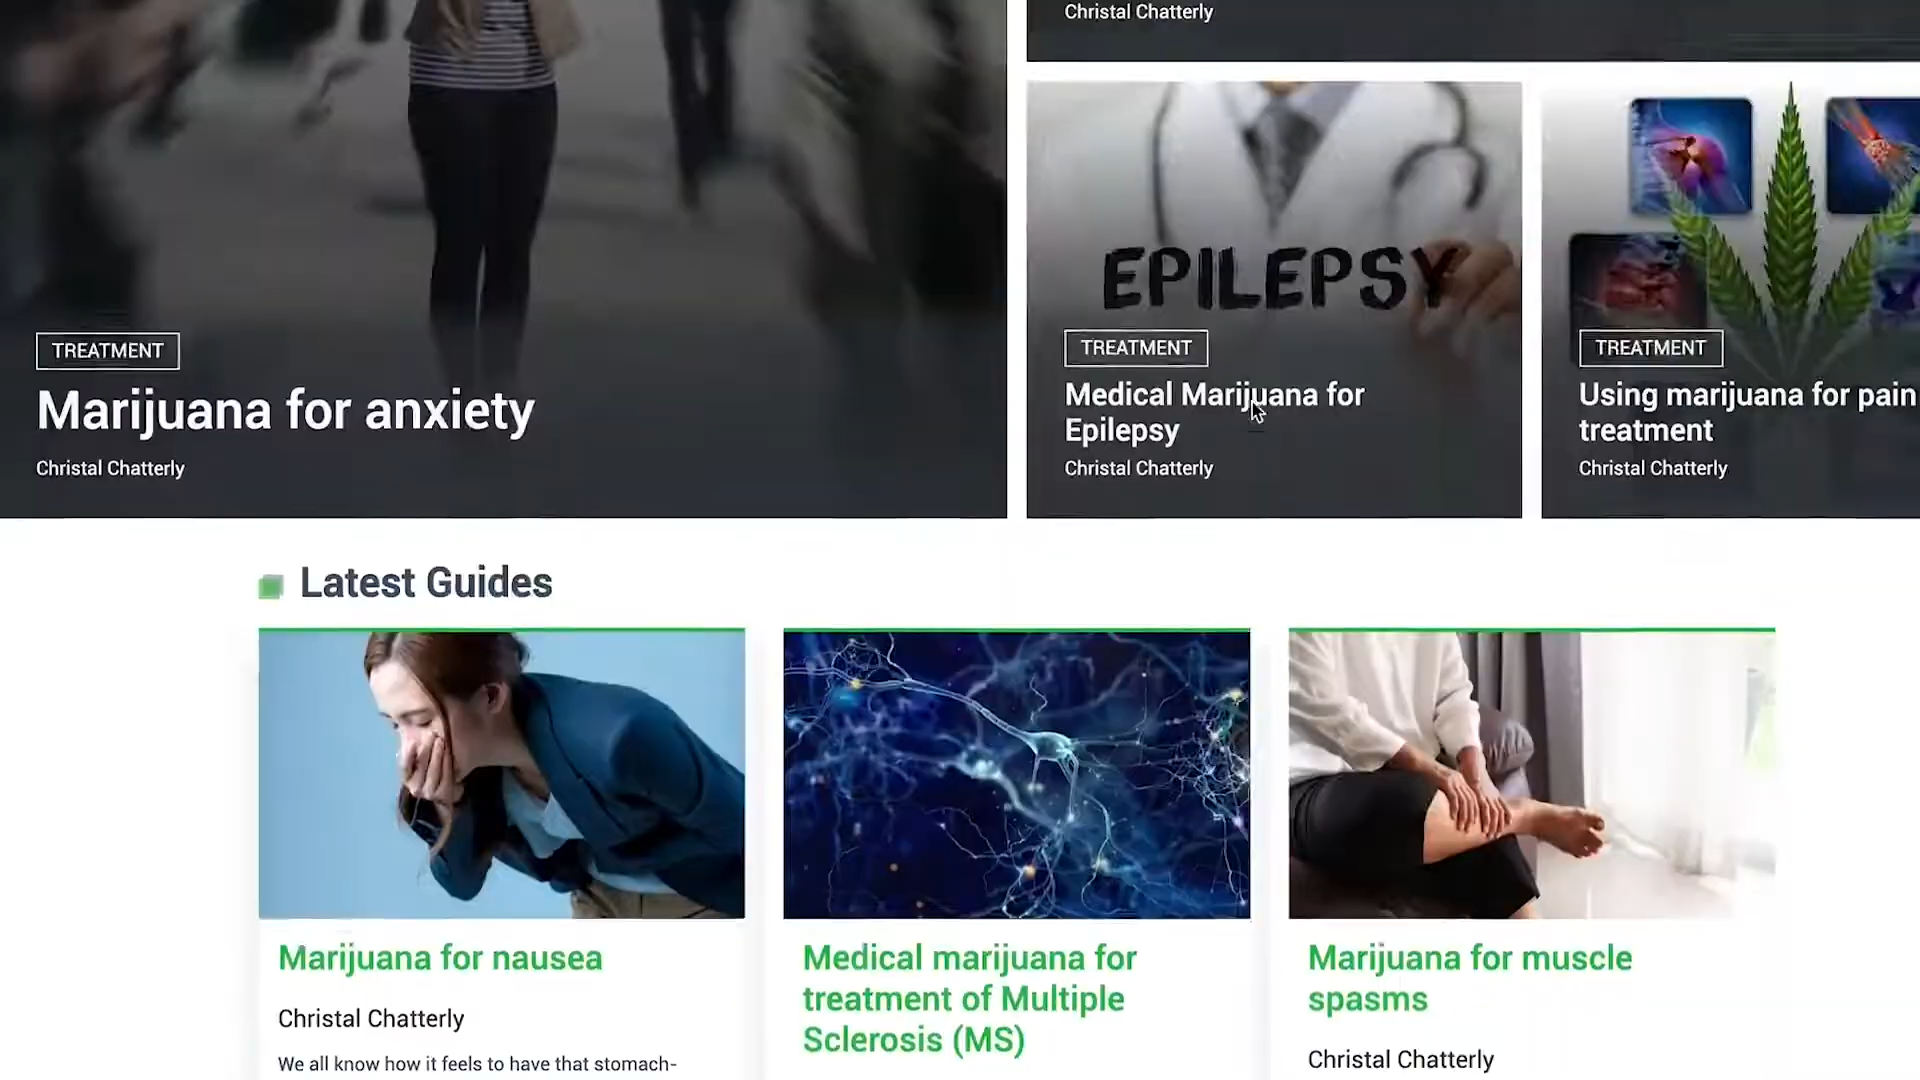 Christal Chatterly
EPILEPSY
TREATMENT
Marijuana for anxiety
Christal Chatterly
TREATMENT
Medical Marijuana for
Epilepsy
Christal Chatterly
TREATMENT
Using marijuana for pain
treatment
Christal Chatterly
Latest Guides
Marijuana for nausea
Christal Chatterly
We all know how it feels to have that stomach-
Medical marijuana for
treatment of Multiple
Sclerosis (MS)
Marijuana for muscle
spasms
Christal Chatterly